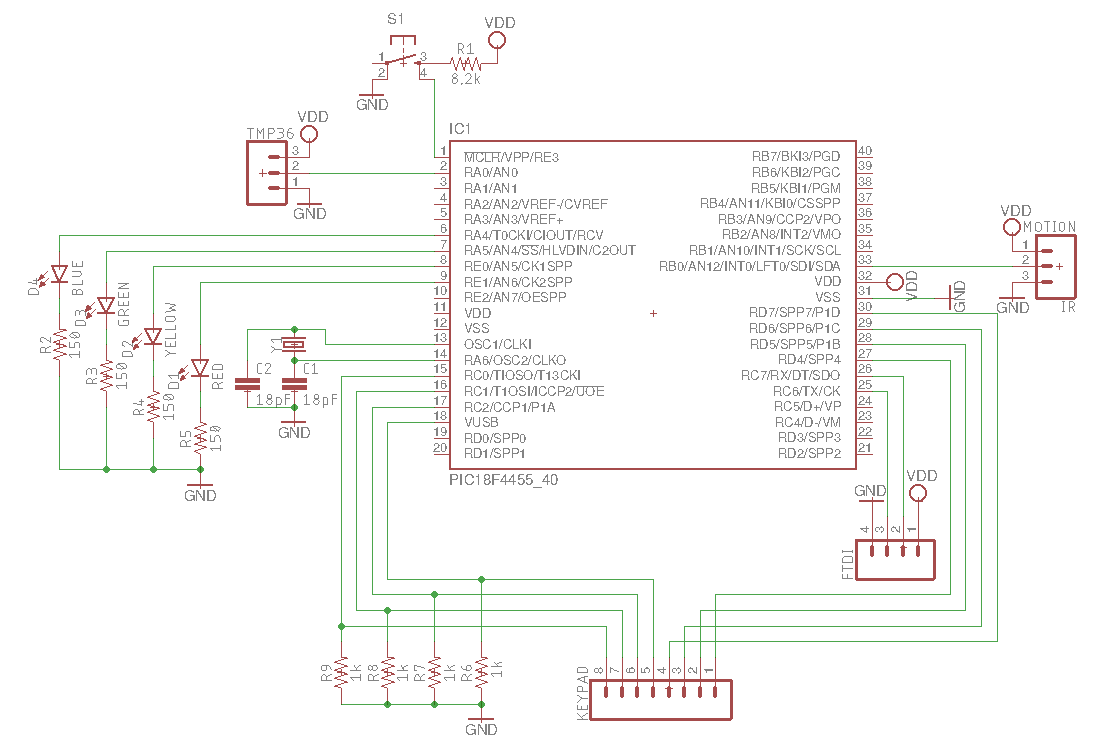 S1
VDD
R1
8,2k
1 3
2 4
GND
VDD
TMP36
3
2
1
GND
IC1
1 MCLR/VPP/RE3
2 RA0/AN0
3 RA1/AN1
4 RA2/AN2/VREF-/CVREF
5 RA3/AN3/VREF+
6 RA4/T0CKI/CIOUT/RCV
7 RA5/AN4/SS/HLVDIN/C2OUT
8 RE0/AN5/CK1SPP
9 RE1/AN6/CK2SPP
10 RE2/AN7/OESPP
11 VDD
12 VSS
13 OSC1/CLKI
14 RA6/OSC2/CLKO
15 RC0/TIOSO/T13CKI
16 RC1/T1OSI/ICCP2/UOE
17 RC2/CCP1/P1A
18 VUSB
19 RD0/SPP0
20 RD1/SPP1
RB7/BKI3/PGD 40
RB6/KBI2/PGC 39
RB5/KBI1/PGM 38
RB4/AN11/KBI0/CSSPP 37
RB3/AN9/CCP2/VPO 36
RB2/AN8/INT2/VMO 35
RB1/AN10/INT1/SCK/SCL 34
RB0/AN12/INT0/LFT0/SDI/SDA 33
VDD 32
VSS 31
RD7/SPP7/P1D 30
RD6/SPP6/P1C 29
RD5/SPP5/P1B 28
RD4/SPP4 27
RC7/RX/DT/SDO 26
RC6/TX/CK 25
RC5/D+/VP 24
RC4/D-/VM 23
RD3/SPP3 22
RD2/SPP2 21
PIC18F4455_40
VDD
GND
VDD
MOTION
1
2
3
GND
IR
D4
BLUE
D3
GREEN
D2
YELLOW
D1
RED
R2
150
R3
150
R4
150
R5
150
GND
Y1
C2
18pF
C1
18pF
GND
GND
VDD
4 3 2 1
FTDI
R9
1k
R8
1k
R7
1k
R6
1k
GND
KEYPAD
8 7 6 5 4 3 2 1